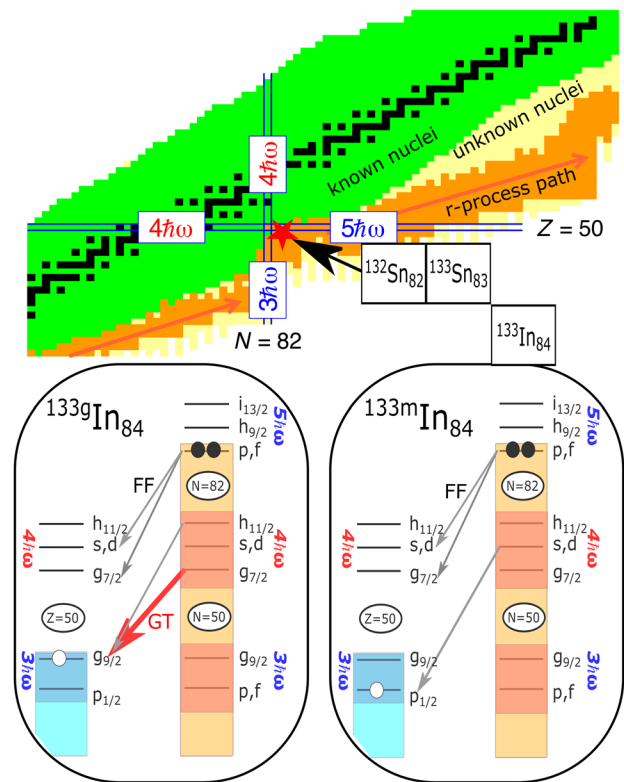 known nuclei
unknown nuclei
r-process path
4ħω
4ħω
5ħω
3ħω
Z = 50
N = 82
¹³²Sn₈₂
¹³³Sn₈₃
¹³³In₈₄
¹³³ᵍIn₈₄
i₁₃/₂
h₉/₂
p,f
5ħω
FF
N=82
h₁₁/₂
s,d
g₇/₂
4ħω
h₁₁/₂
s,d
g₇/₂
4ħω
Z=50
GT
N=50
g₉/₂
p₁/₂
3ħω
g₉/₂
p,f
3ħω
¹³³ᵐIn₈₄
i₁₃/₂
h₉/₂
p,f
5ħω
FF
N=82
h₁₁/₂
s,d
g₇/₂
4ħω
h₁₁/₂
s,d
g₇/₂
4ħω
Z=50
N=50
g₉/₂
p₁/₂
3ħω
g₉/₂
p,f
3ħω